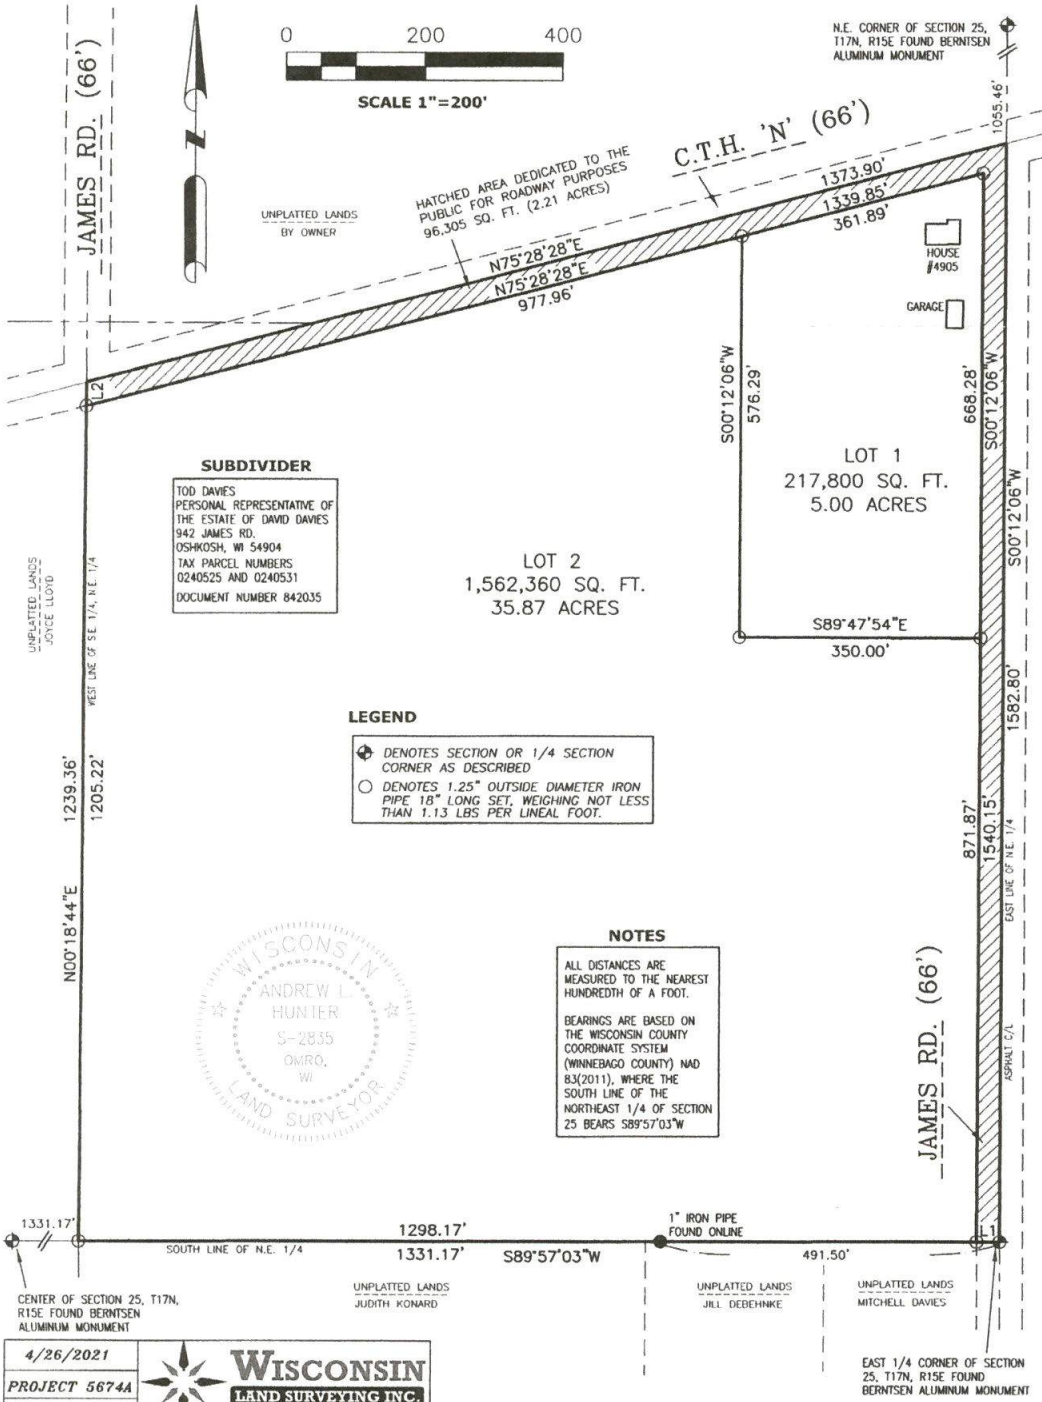 0 200 400
SCALE 1"=200'
N.E. CORNER OF SECTION 25,
T17N, R15E FOUND BERNTSEN
ALUMINUM MONUMENT
1055.46'
JAMES RD. (66')
N
C.T.H. 'N' (66')
HATCHED AREA DEDICATED TO THE
PUBLIC FOR ROADWAY PURPOSES
96,305 SQ. FT. (2.21 ACRES)
UNPLATTED LANDS
BY OWNER
1373.90'
1339.85'
361.89'
N75°28'28"E
N75°28'28"E
977.96'
HOUSE
#4905
GARAGE
L2
S00°12'06"W
576.29'
668.28'
S00°12'06"W
S00°12'06"W
LOT 1
217,800 SQ. FT.
5.00 ACRES
SUBDIVIDER
TOD DAVIES
PERSONAL REPRESENTATIVE OF
THE ESTATE OF DAVID DAVIES
942 JAMES RD.
OSHKOSH, WI 54904
TAX PARCEL NUMBERS
0240525 AND 0240531
DOCUMENT NUMBER 842035
LOT 2
1,562,360 SQ. FT.
35.87 ACRES
UNPLATTED LANDS
JOYCE LLOYD
WEST LINE OF S.E. 1/4, N.E. 1/4
S89°47'54"E
350.00'
LEGEND
DENOTES SECTION OR 1/4 SECTION
CORNER AS DESCRIBED
DENOTES 1.25" OUTSIDE DIAMETER IRON
PIPE 18" LONG SET, WEIGHING NOT LESS
THAN 1.13 LBS PER LINEAL FOOT.
1239.36'
1205.22'
N00°18'44"E
1582.80'
871.87'
1540.15'
EAST LINE OF N.E. 1/4
WISCONSIN
ANDREW L.
HUNTER
S-2835
OMRO,
WI
LAND SURVEYOR
NOTES
ALL DISTANCES ARE
MEASURED TO THE NEAREST
HUNDREDTH OF A FOOT.
BEARINGS ARE BASED ON
THE WISCONSIN COUNTY
COORDINATE SYSTEM
(WINNEBAGO COUNTY) NAD
83(2011), WHERE THE
SOUTH LINE OF THE
NORTHEAST 1/4 OF SECTION
25 BEARS S89°57'03"W
JAMES RD. (66')
ASPHALT C/L
1331.17'
SOUTH LINE OF N.E. 1/4
1298.17'
1331.17' S89°57'03"W
1" IRON PIPE
FOUND ONLINE
491.50'
L1
UNPLATTED LANDS
JUDITH KONARD
UNPLATTED LANDS
JILL DEBEHNKE
UNPLATTED LANDS
MITCHELL DAVIES
CENTER OF SECTION 25, T17N,
R15E FOUND BERNTSEN
ALUMINUM MONUMENT
EAST 1/4 CORNER OF SECTION
25, T17N, R15E FOUND
BERNTSEN ALUMINUM MONUMENT
4/26/2021
PROJECT 5674A
WISCONSIN
LAND SURVEYING INC.